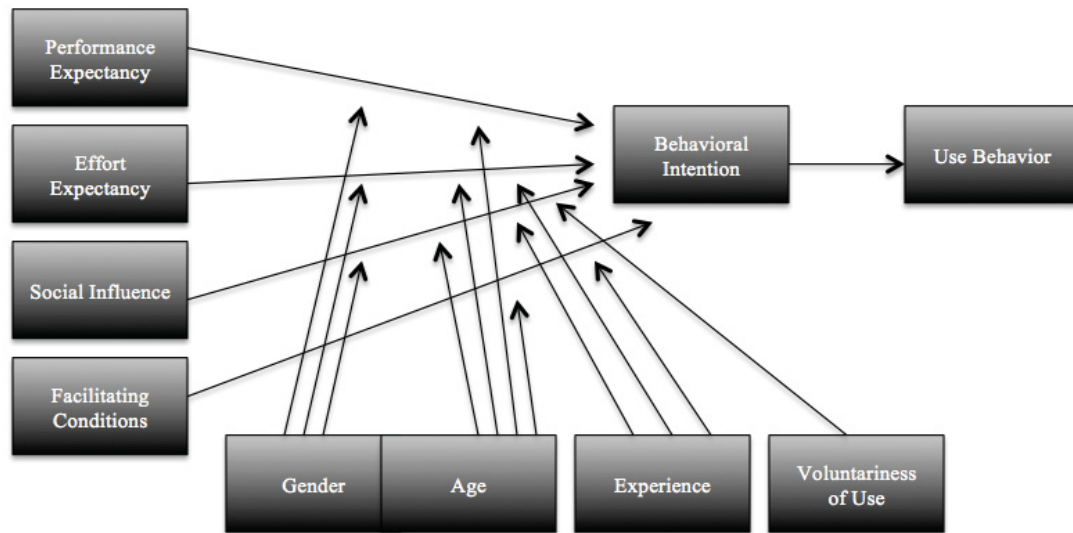 Performance
Expectancy
Effort
Expectancy
Social Influence
Facilitating
Conditions
Behavioral
Intention
Use Behavior
Gender
Age
Experience
Voluntariness
of Use